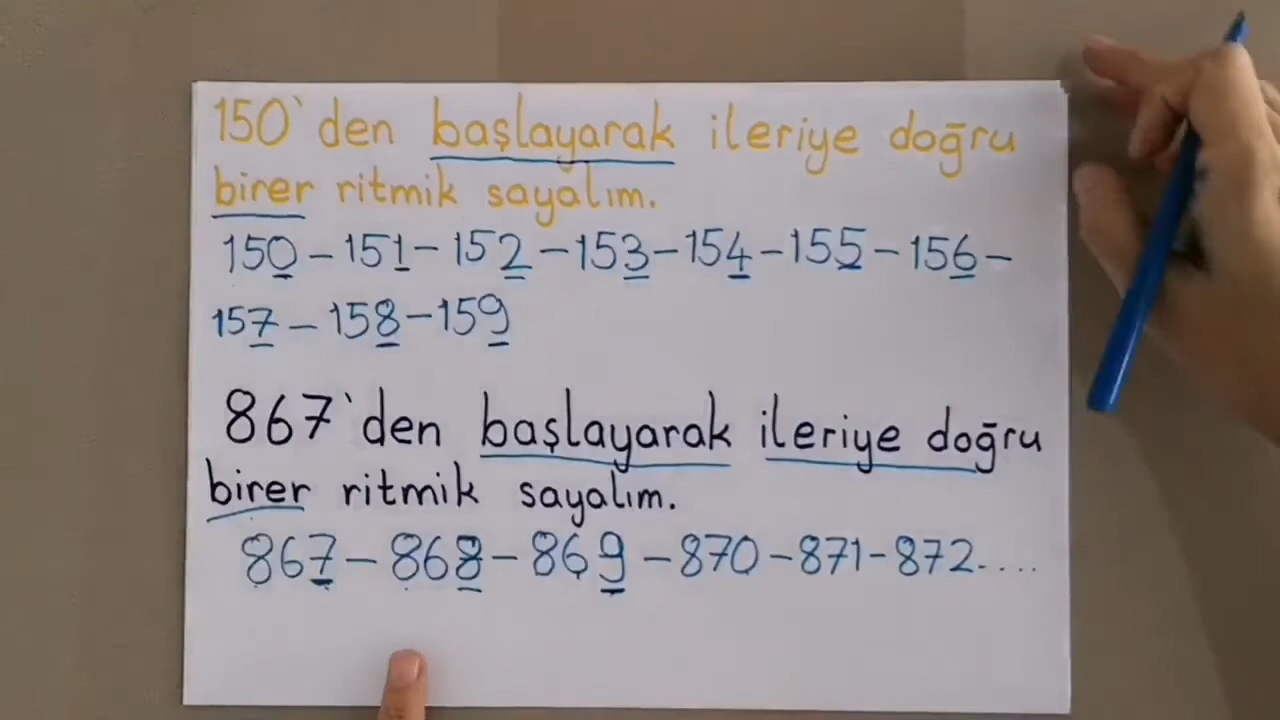 150'den başlayarak ileriye doğru
birer ritmik sayalım.
150 – 151 – 152 – 153 – 154 – 155 – 156 –
157 – 158 – 159
867'den başlayarak ileriye doğru
birer ritmik sayalım.
867 – 868 – 869 – 870 – 871 – 872.....